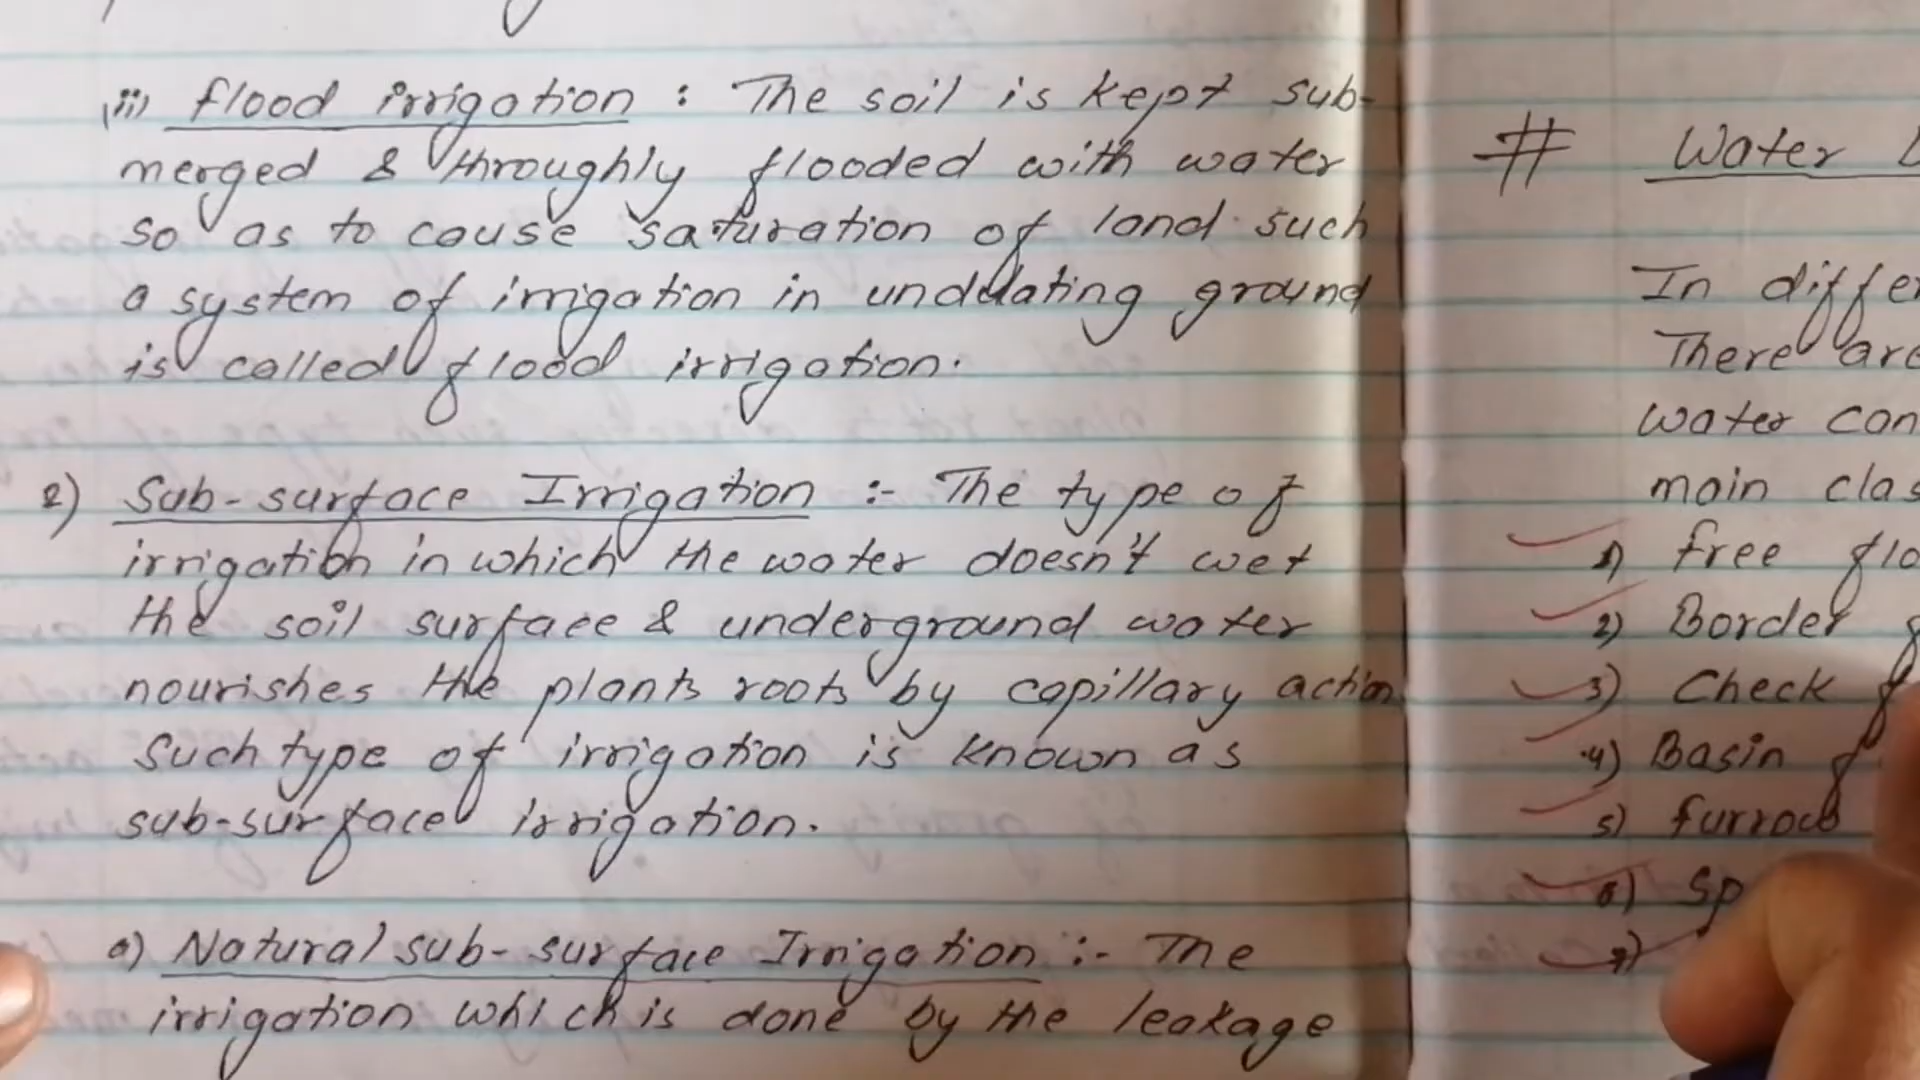 (ii) flood irrigation : The soil is kept sub-
merged & throughly flooded with water
so as to cause saturation of land such
a system of irrigation in undulating ground
is called flood irrigation.
2) Sub-surface Irrigation :- The type of
irrigation in which the water doesn't wet
the soil surface & underground water
nourishes the plants roots by capillary action
Such type of irrigation is known as
sub-surface irrigation.
a) Natural sub-surface Irrigation :- The
irrigation which is done by the leakage
# Water
In differ
There are
water con
main clas
1) free flo
2) Border
3) Check
4) Basin
5) furrow
6) Sp
7)